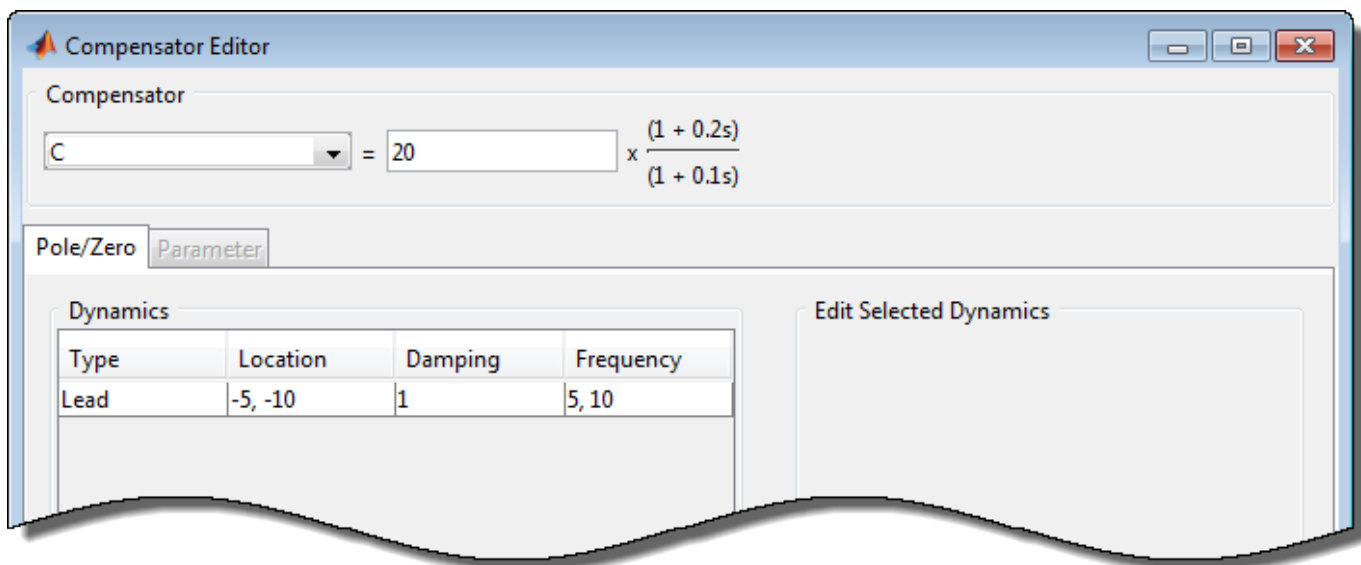 Compensator Editor
Compensator
C = 20 x (1 + 0.2s)
(1 + 0.1s)
Pole/Zero Parameter
Dynamics
Edit Selected Dynamics
Type Location Damping Frequency
Lead -5, -10 1 5, 10